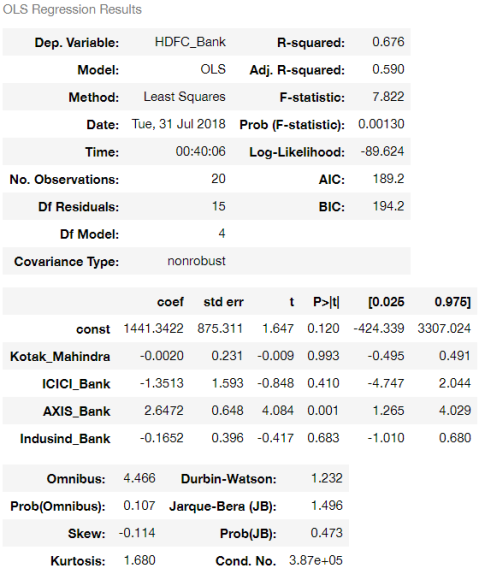 OLS Regression Results
Dep. Variable: HDFC_Bank R-squared: 0.676
Model: OLS Adj. R-squared: 0.590
Method: Least Squares F-statistic: 7.822
Date: Tue, 31 Jul 2018 Prob (F-statistic): 0.00130
Time: 00:40:06 Log-Likelihood: -89.624
No. Observations: 20 AIC: 189.2
Df Residuals: 15 BIC: 194.2
Df Model: 4
Covariance Type: nonrobust
coef std err t P>|t| [0.025 0.975]
const 1441.3422 875.311 1.647 0.120 -424.339 3307.024
Kotak_Mahindra -0.0020 0.231 -0.009 0.993 -0.495 0.491
ICICI_Bank -1.3513 1.593 -0.848 0.410 -4.747 2.044
AXIS_Bank 2.6472 0.648 4.084 0.001 1.265 4.029
Indusind_Bank -0.1652 0.396 -0.417 0.683 -1.010 0.680
Omnibus: 4.466 Durbin-Watson: 1.232
Prob(Omnibus): 0.107 Jarque-Bera (JB): 1.496
Skew: -0.114 Prob(JB): 0.473
Kurtosis: 1.680 Cond. No. 3.87e+05